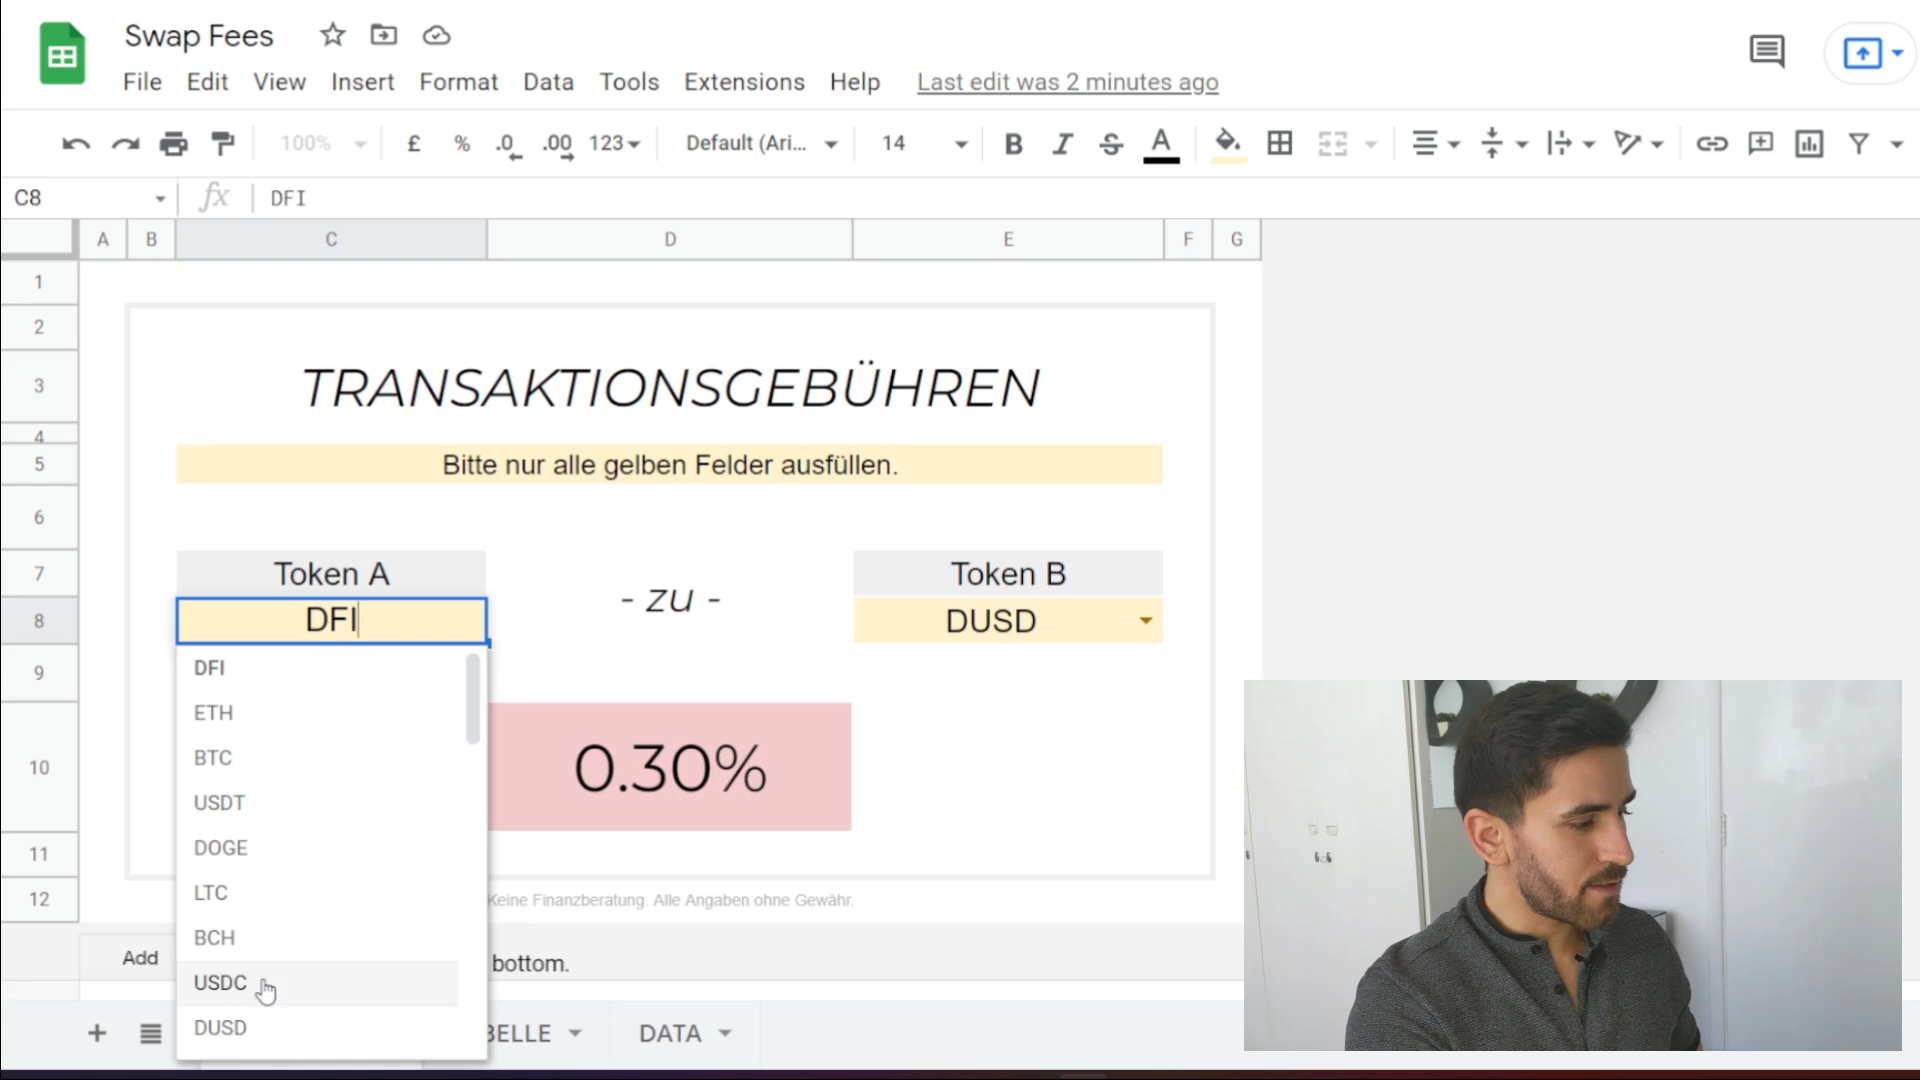 Swap Fees
File Edit View Insert Format Data Tools Extensions Help Last edit was 2 minutes ago
100% £ % .0 .00 123 Default (Ari... 14 B I S A
C8 fx DFI
A B C D E F G
1
2
3 TRANSAKTIONSGEBÜHREN
4
5 Bitte nur alle gelben Felder ausfüllen.
6
7 Token A - zu - Token B
8 DFI DUSD
9 DFI
ETH
10 BTC 0.30%
USDT
11 DOGE
12 LTC Keine Finanzberatung. Alle Angaben ohne Gewähr.
BCH
Add bottom.
USDC
DUSD BELLE DATA